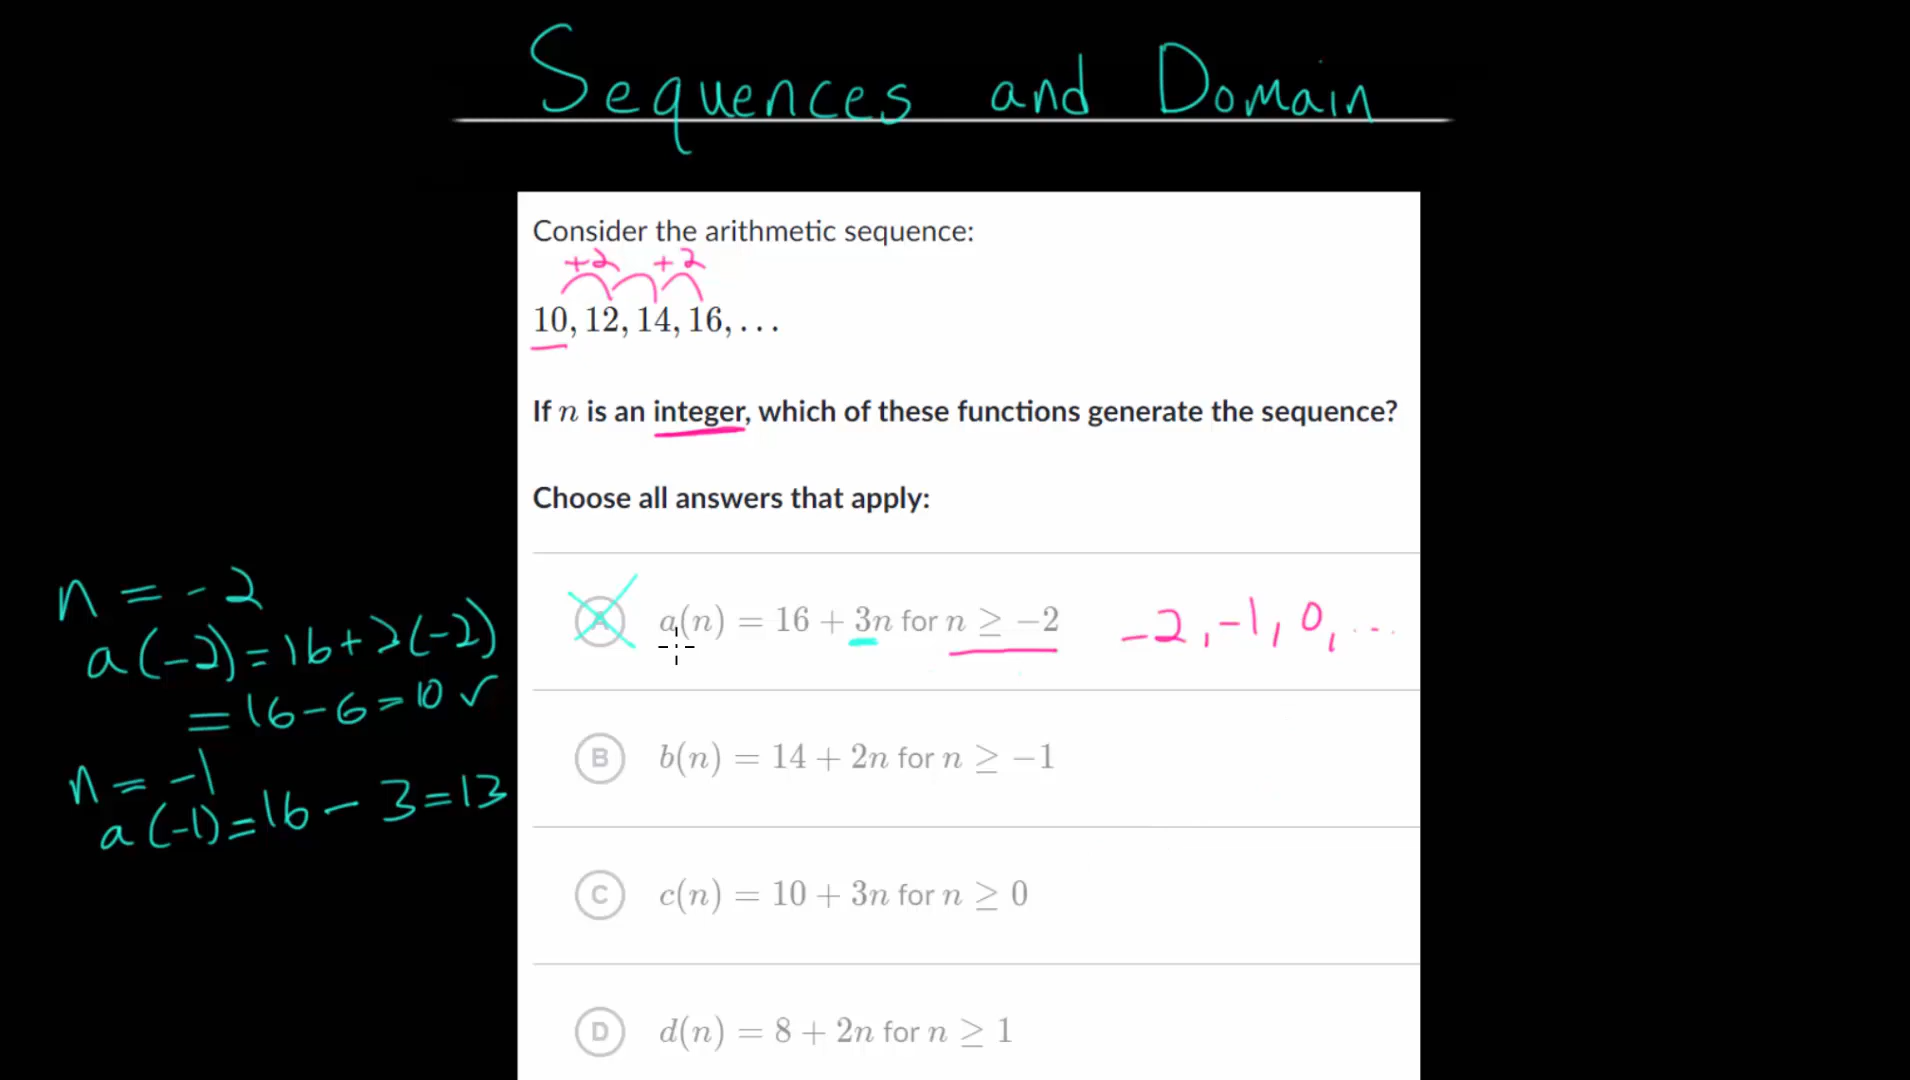 Sequences and Domain
Consider the arithmetic sequence:
+2 +2
10, 12, 14, 16, ...
If n is an integer, which of these functions generate the sequence?
Choose all answers that apply:
A a(n) = 16 + 3n for n ≥ −2 -2, -1, 0, ...
B b(n) = 14 + 2n for n ≥ −1
C c(n) = 10 + 3n for n ≥ 0
D d(n) = 8 + 2n for n ≥ 1
n = -2
a(-2) = 16 + 2(-2)
= 16 - 6 = 10 ✓
n = -1
a(-1) = 16 - 3 = 13